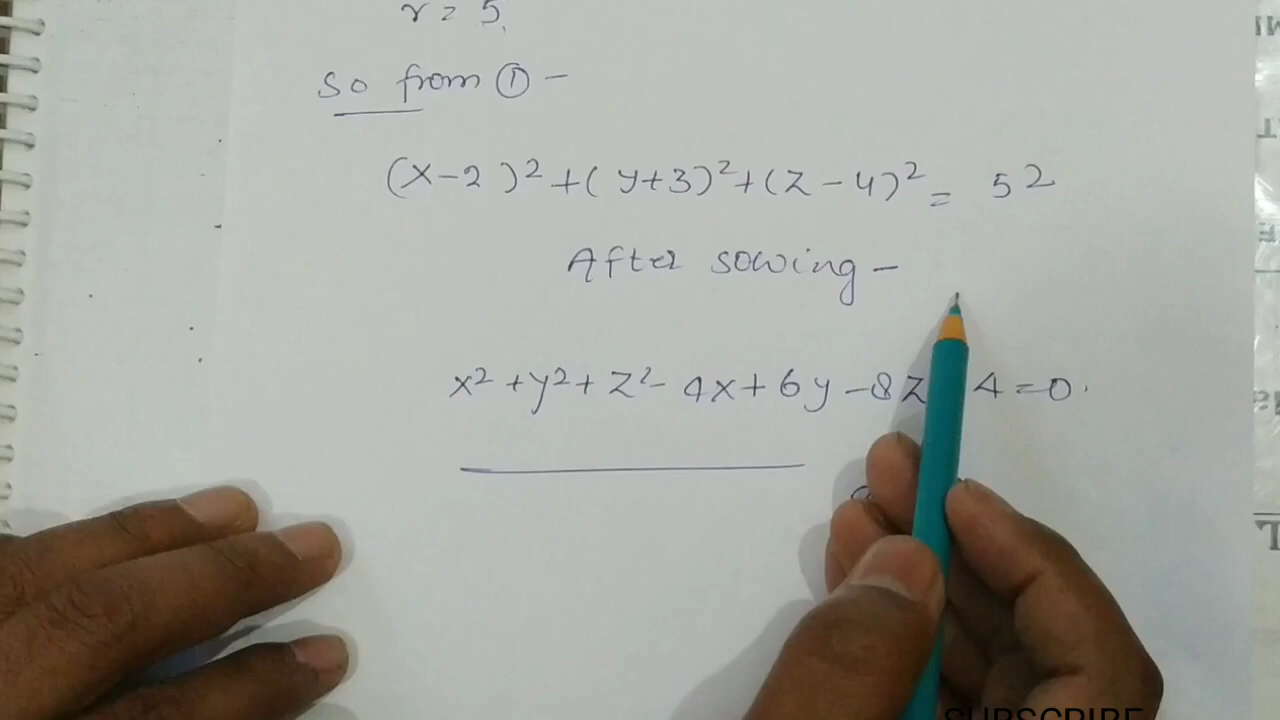 r = 5.
So from ① -
(x-2)² + (y+3)² + (z-4)² = 5²
After sowing -
x² + y² + z² - 4x + 6y - 8z 4 = 0.
SUBSCRIBE